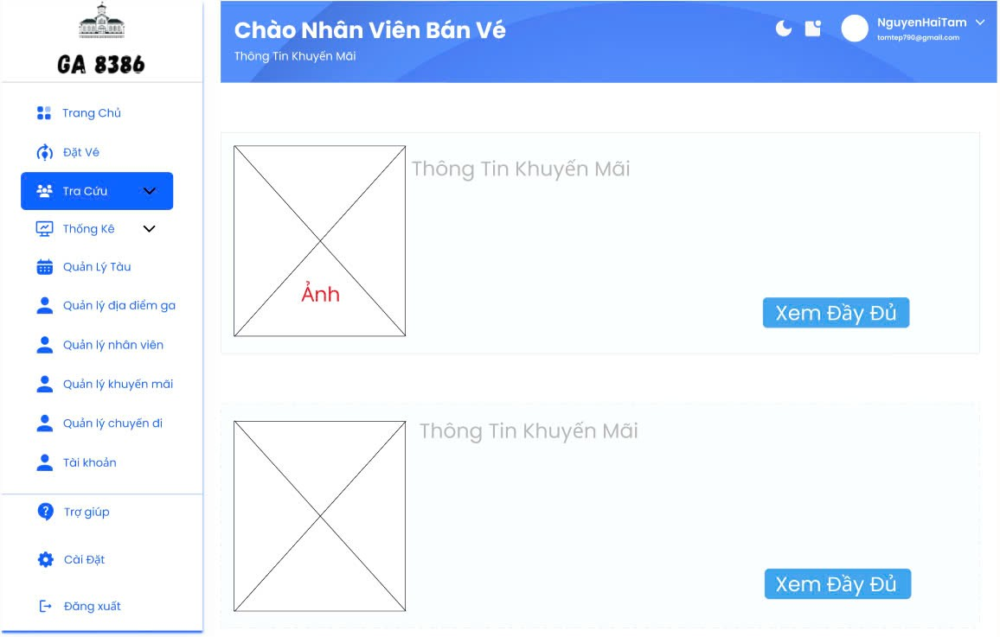 GA 8386
Trang Chủ
Đặt Vé
Tra Cứu
Thống Kê
Quản Lý Tàu
Quản lý địa điểm ga
Quản lý nhân viên
Quản lý khuyến mãi
Quản lý chuyến đi
Tài khoản
Trợ giúp
Cài Đặt
Đăng xuất
Chào Nhân Viên Bán Vé
Thông Tin Khuyến Mãi
NguyenHaiTam
tomtep790@gmail.com
Thông Tin Khuyến Mãi
Ảnh
Xem Đầy Đủ
Thông Tin Khuyến Mãi
Xem Đầy Đủ